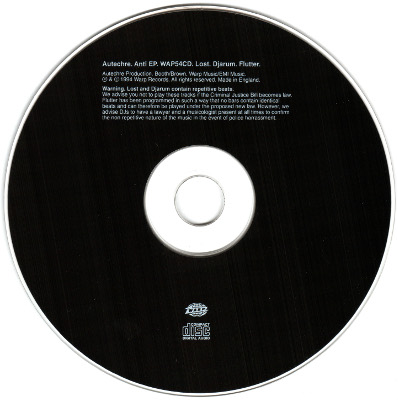 Autechre. Anti EP. WAP54CD. Lost. Djarum. Flutter.
Autechre Production. Booth/Brown. Warp Music/EMI Music.
℗ & © 1994 Warp Records. All rights reserved. Made in England.
Warning. Lost and Djarum contain repetitive beats.
We advise you not to play these tracks if the Criminal Justice Bill becomes law.
Flutter has been programmed in such a way that no bars contain identical
beats and can therefore be played under the proposed new law. However, we
advise DJs to have a lawyer and a musicologist present at all times to confirm
the non repetitive nature of the music in the event of police harrassment.
warp
COMPACT
disc
DIGITAL AUDIO